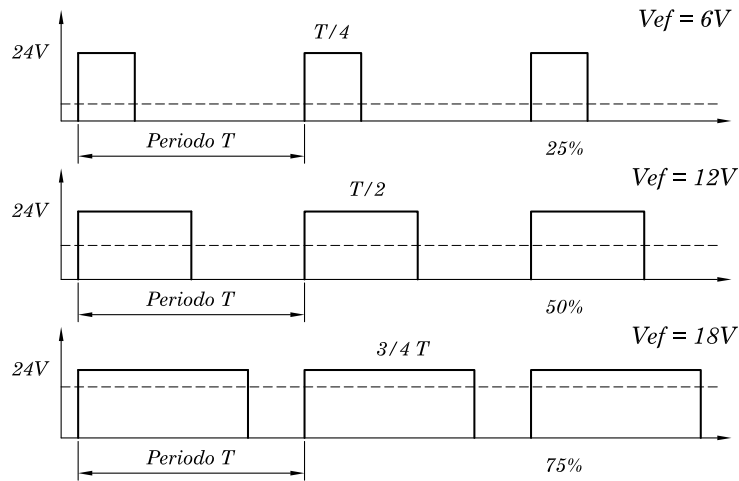 Vef = 6V
T/4
24V
Periodo T
25%
Vef = 12V
T/2
24V
Periodo T
50%
Vef = 18V
3/4 T
24V
Periodo T
75%